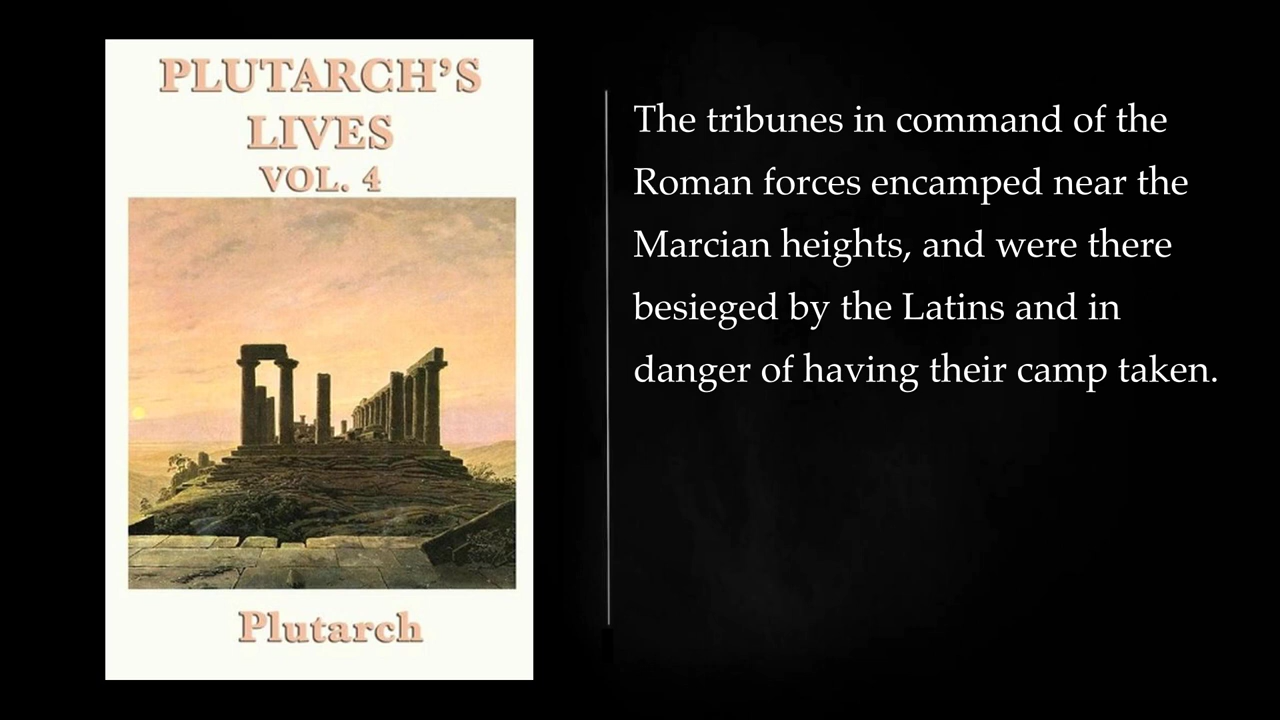 PLUTARCH'S
LIVES
VOL. 4
Plutarch
The tribunes in command of the
Roman forces encamped near the
Marcian heights, and were there
besieged by the Latins and in
danger of having their camp taken.